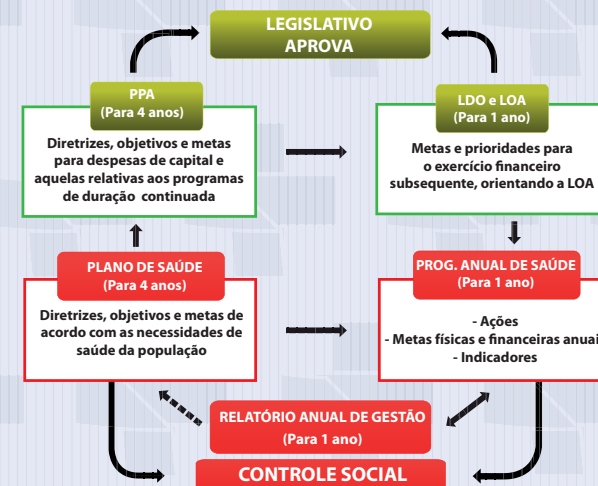 LEGISLATIVO
APROVA
PPA
(Para 4 anos)
Diretrizes, objetivos e metas
para despesas de capital e
aquelas relativas aos programas
de duração continuada
LDO e LOA
(Para 1 ano)
Metas e prioridades para
o exercício financeiro
subsequente, orientando a LOA
PLANO DE SAÚDE
(Para 4 anos)
Diretrizes, objetivos e metas de
acordo com as necessidades de
saúde da população
PROG. ANUAL DE SAÚDE
(Para 1 ano)
- Ações
- Metas físicas e financeiras anuai
- Indicadores
RELATÓRIO ANUAL DE GESTÃO
(Para 1 ano)
CONTROLE SOCIAL